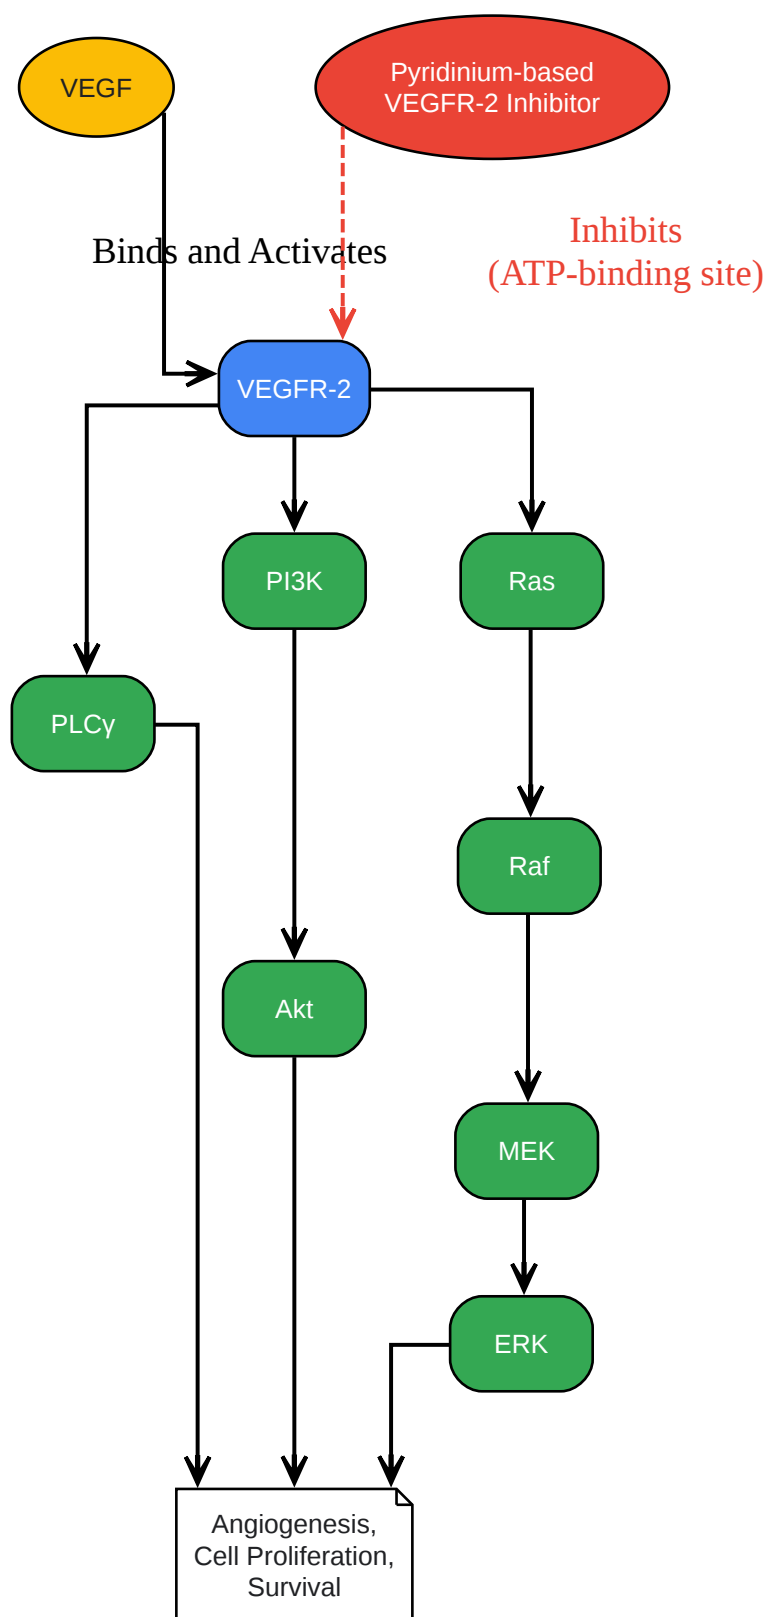 VEGF
Pyridinium-based
VEGFR-2 Inhibitor
Binds and Activates
Inhibits
(ATP-binding site)
VEGFR-2
PI3K
Ras
PLCγ
Raf
Akt
MEK
ERK
Angiogenesis,
Cell Proliferation,
Survival